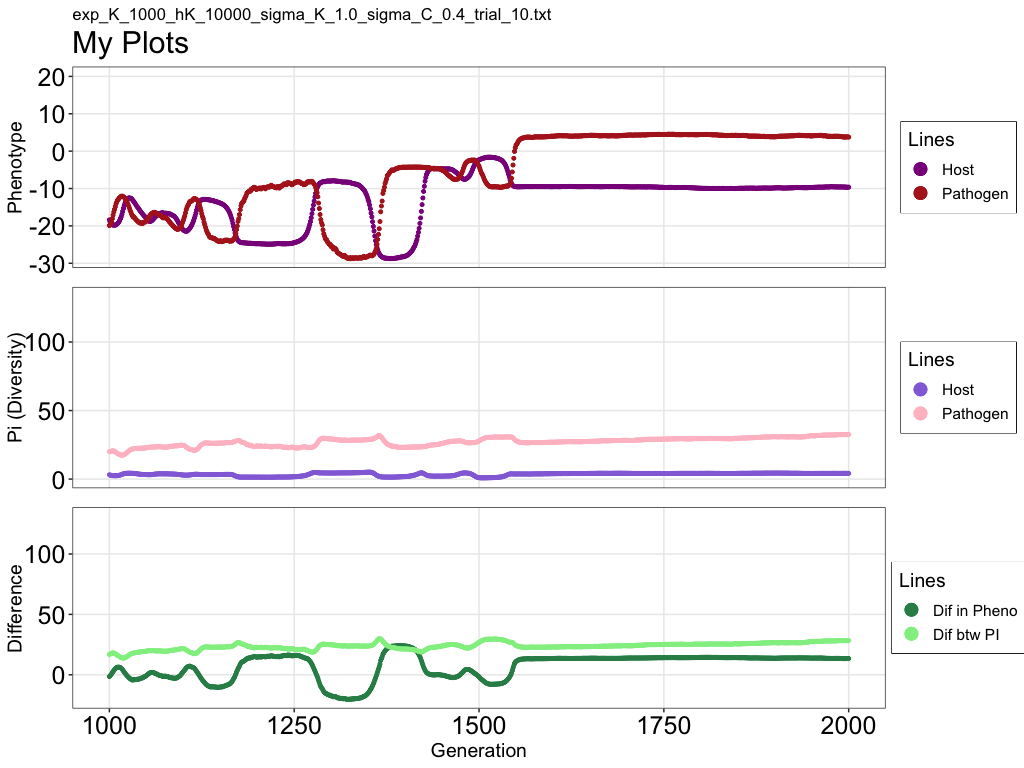 exp_K_1000_hK_10000_sigma_K_1.0_sigma_C_0.4_trial_10.txt
My Plots
Phenotype
20
10
0
-10
-20
-30
Lines
Host
Pathogen
Pi (Diversity)
100
50
0
Lines
Host
Pathogen
Difference
100
50
0
Lines
Dif in Pheno
Dif btw PI
1000 1250 1500 1750 2000
Generation